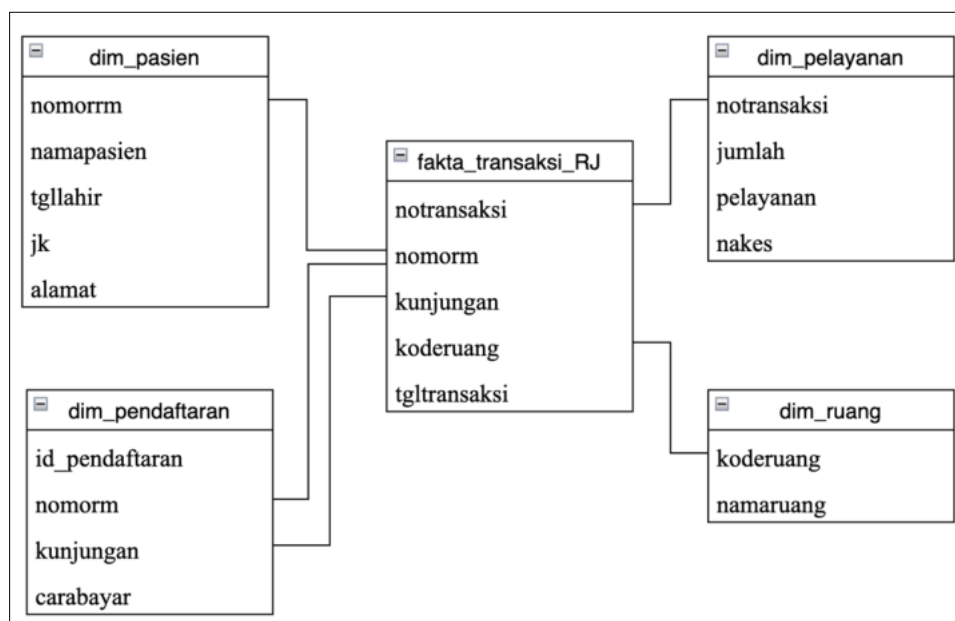 dim_pasien
nomorrm
namapasien
tgllahir
jk
alamat
dim_pelayanan
notransaksi
jumlah
pelayanan
nakes
fakta_transaksi_RJ
notransaksi
nomorm
kunjungan
koderuang
tgltransaksi
dim_pendaftaran
id_pendaftaran
nomorm
kunjungan
carabayar
dim_ruang
koderuang
namaruang